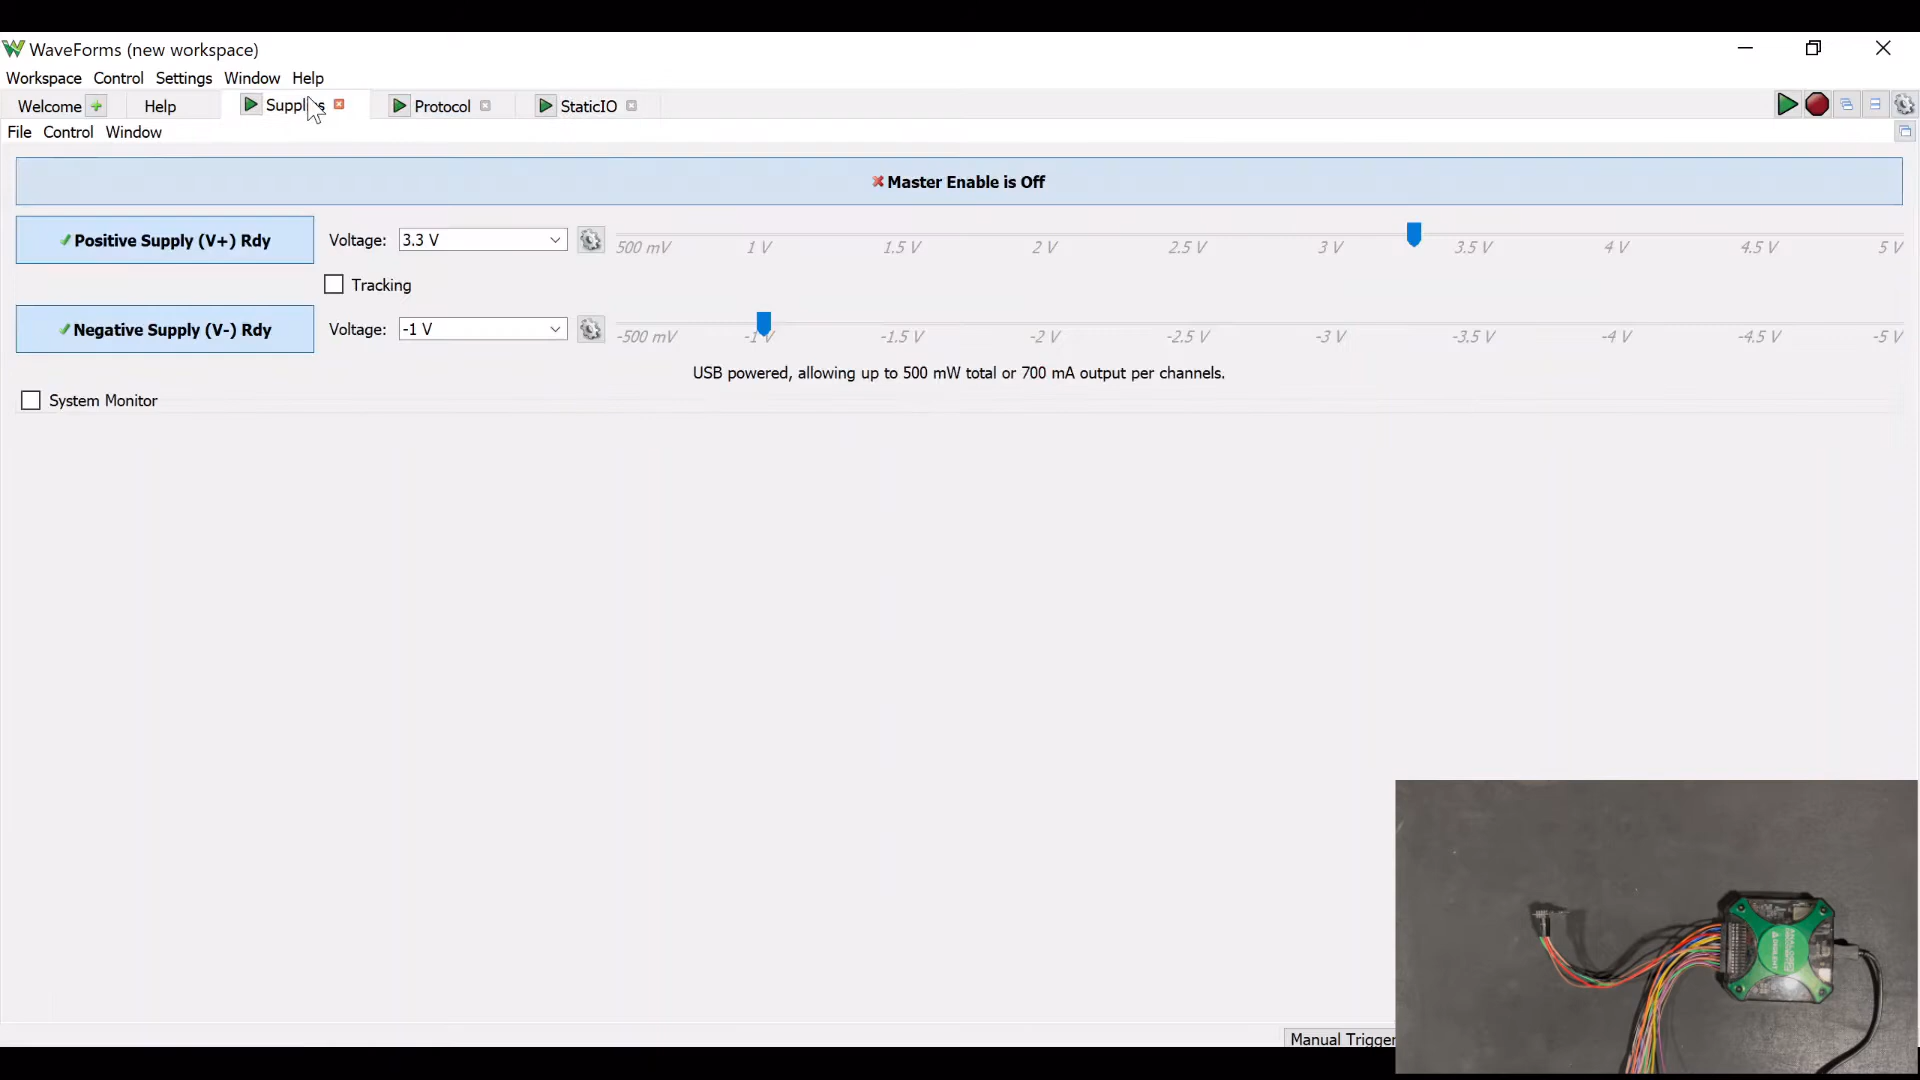 WaveForms (new workspace)
Workspace Control Settings Window Help
Welcome Help Supplies Protocol StaticIO
File Control Window
Master Enable is Off
Positive Supply (V+) Rdy Voltage: 3.3 V 500 mV 1 V 1.5 V 2 V 2.5 V 3 V 3.5 V 4 V 4.5 V 5 V
Tracking
Negative Supply (V-) Rdy Voltage: -1 V -500 mV -1 V -1.5 V -2 V -2.5 V -3 V -3.5 V -4 V -4.5 V -5 V
USB powered, allowing up to 500 mW total or 700 mA output per channels.
System Monitor
Manual Trigger